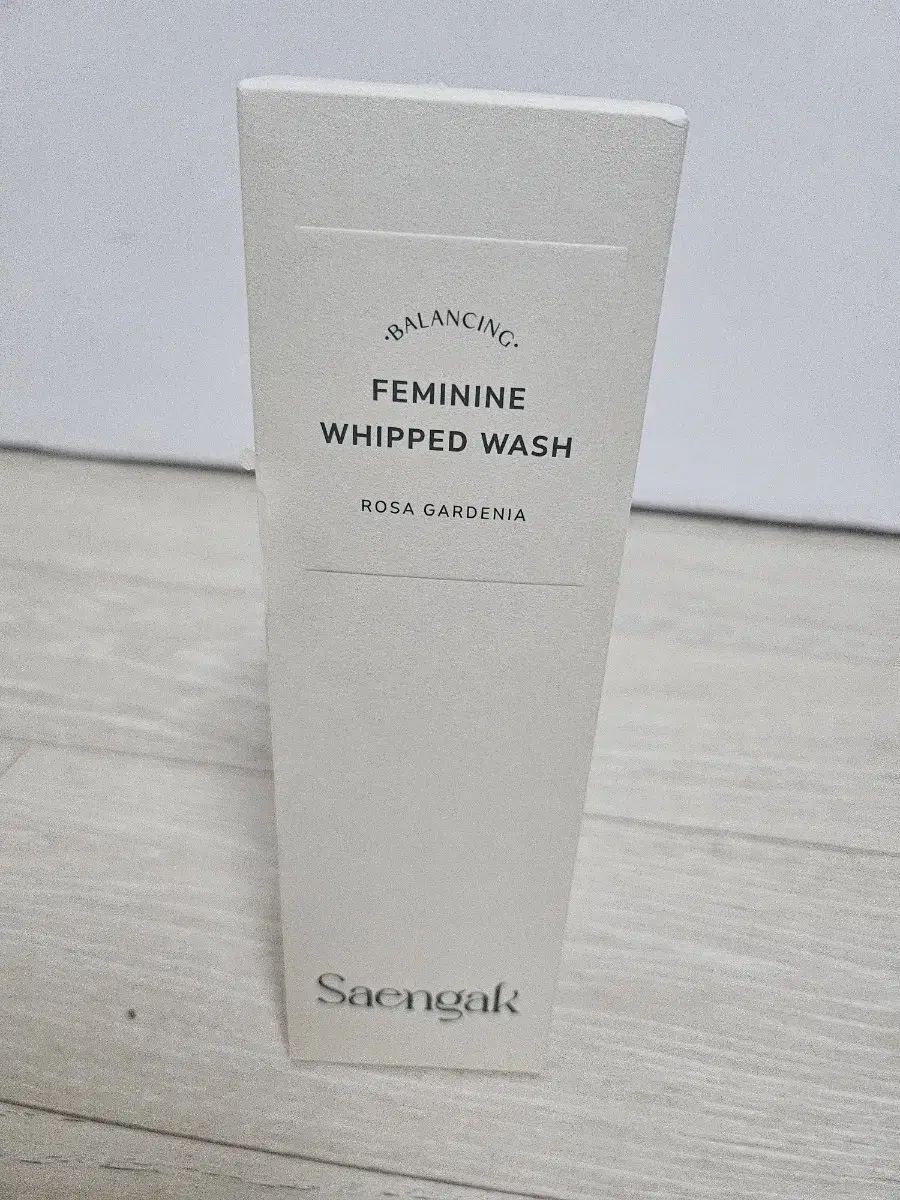 ·BALANCING·
FEMININE
WHIPPED WASH
ROSA GARDENIA
Saengak